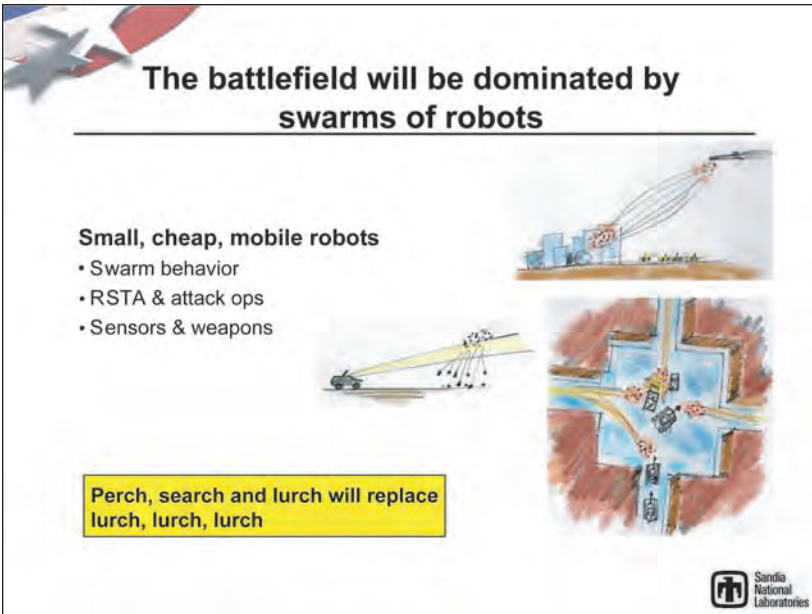 The battlefield will be dominated by
swarms of robots
Small, cheap, mobile robots
• Swarm behavior
• RSTA & attack ops
• Sensors & weapons
Perch, search and lurch will replace
lurch, lurch, lurch
Sandia
National
Laboratories